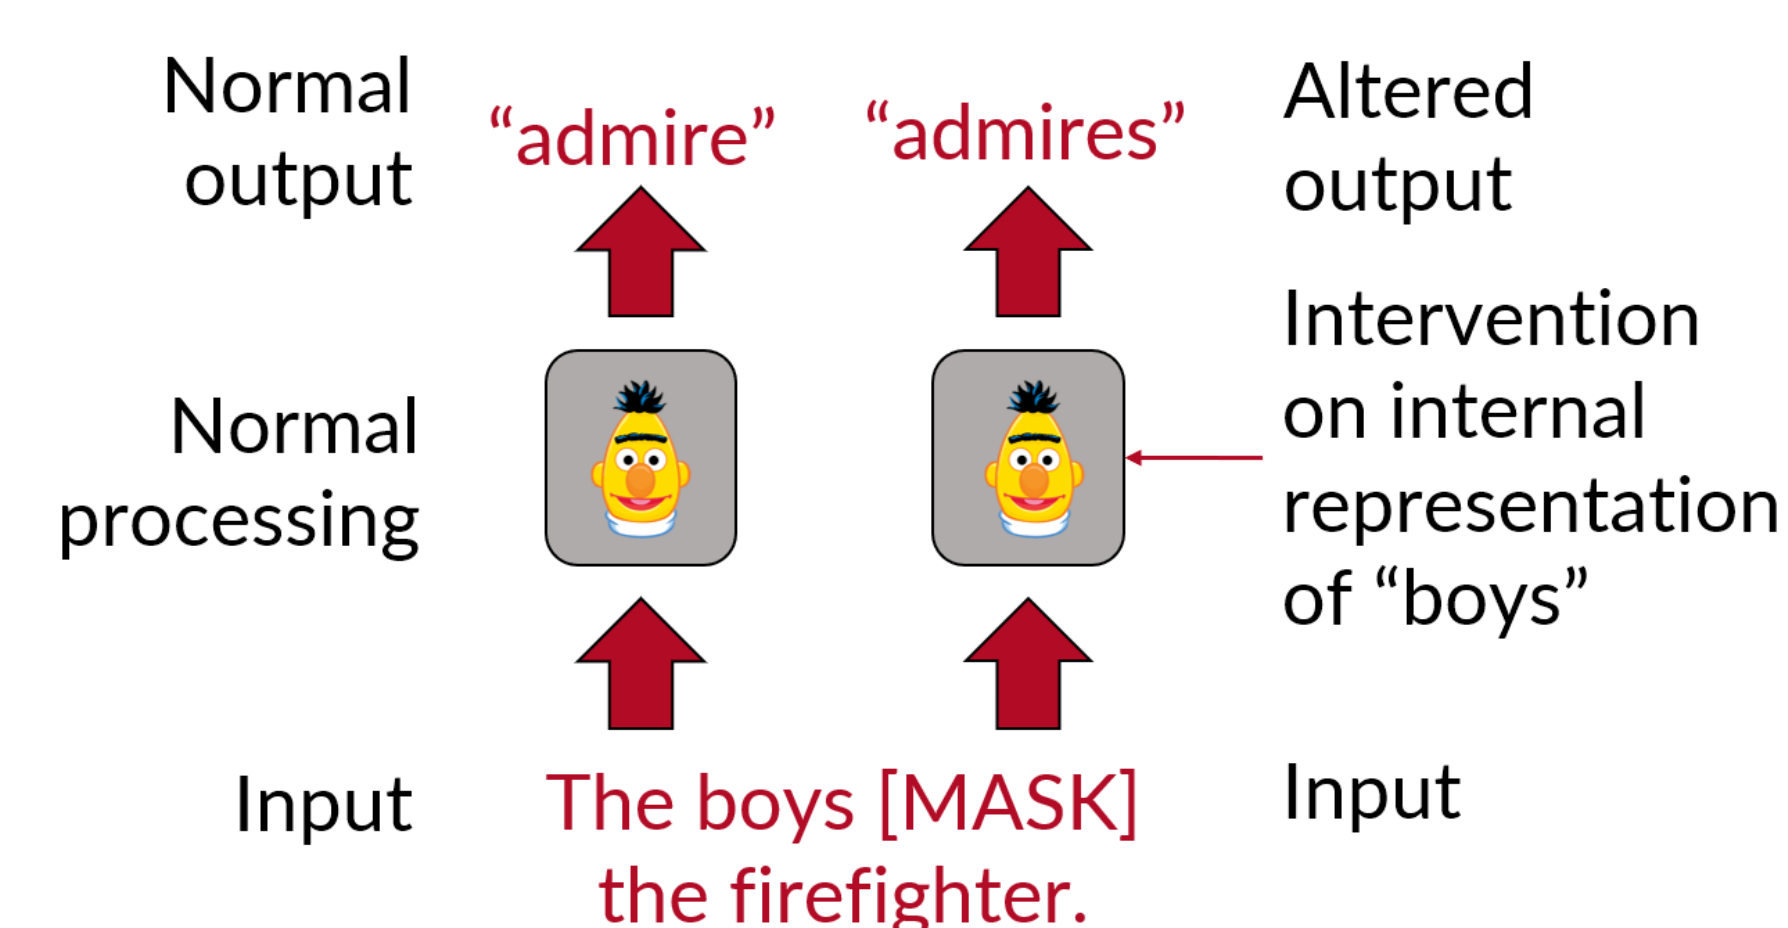 Normal
output
“admire”
“admires”
Altered
output
Normal
processing
Intervention
on internal
representation
of “boys”
Input
The boys [MASK]
the firefighter.
Input